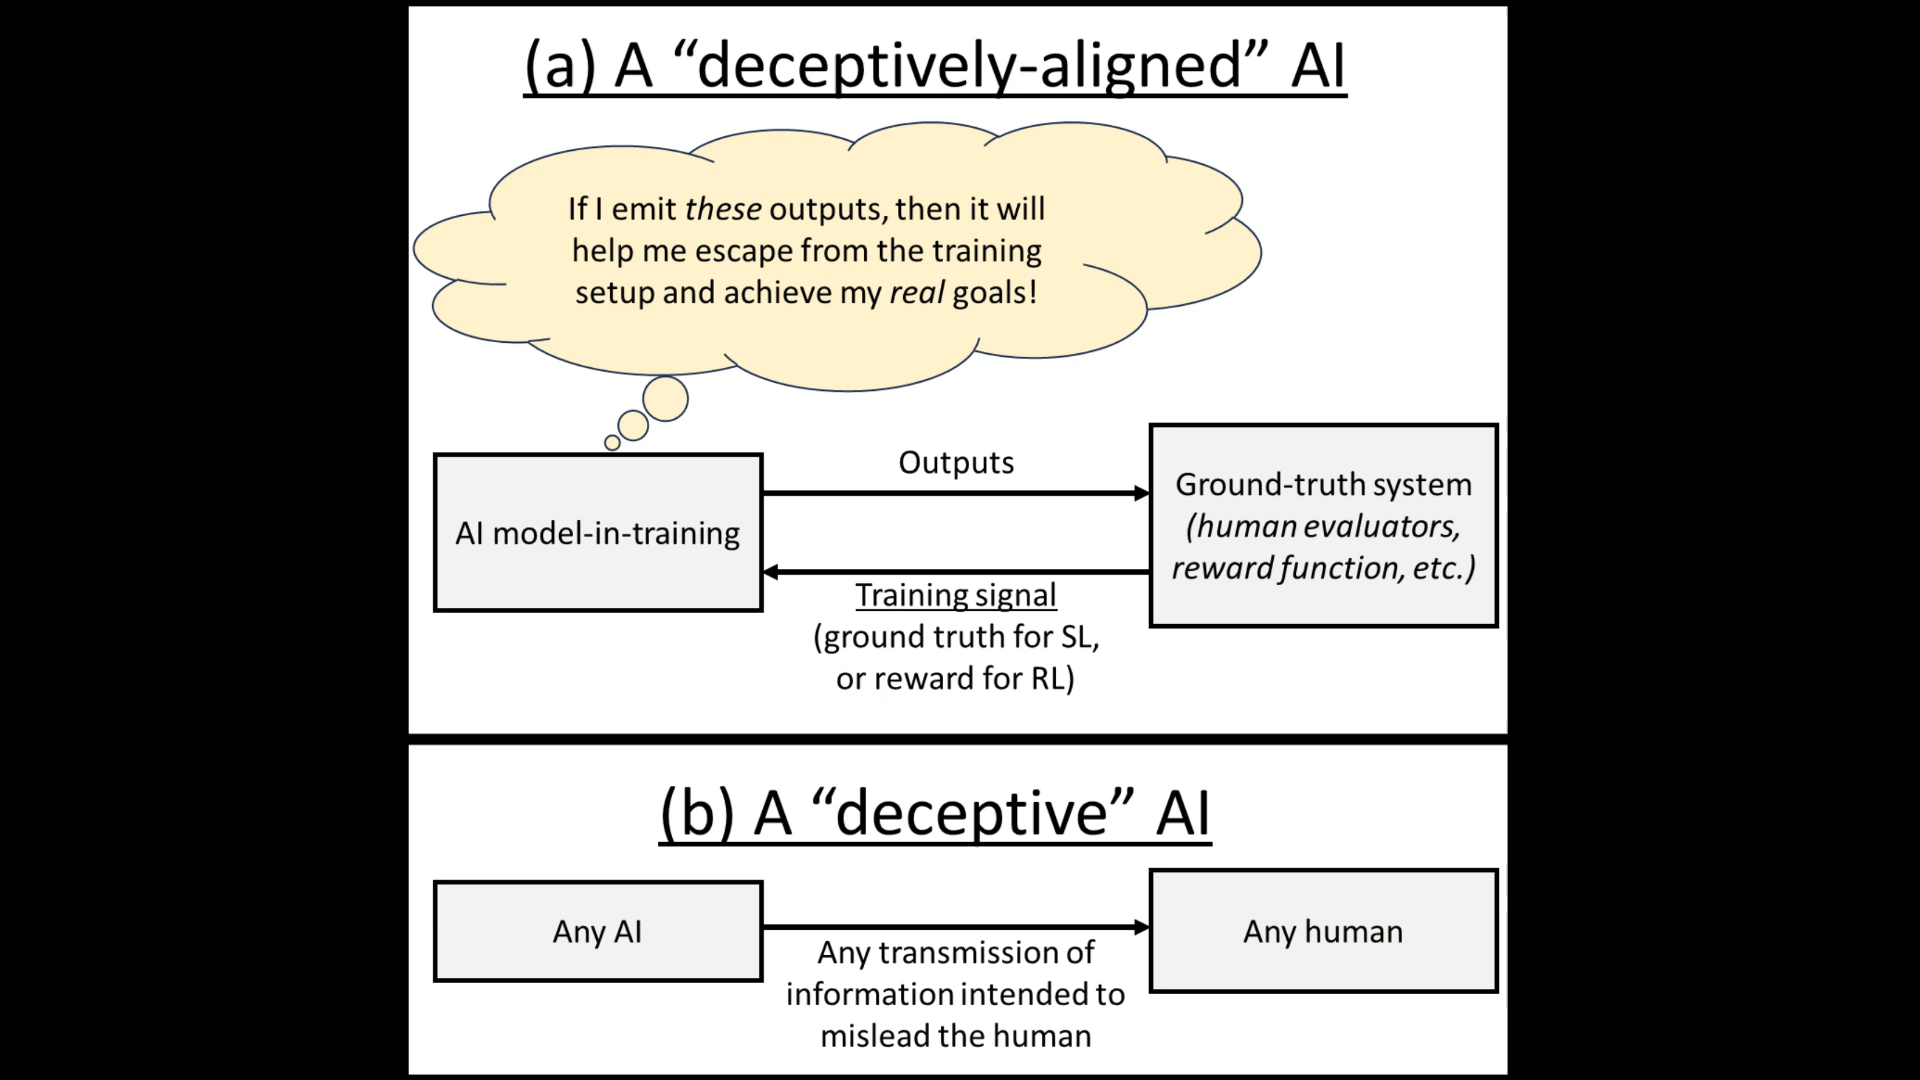 (a) A “deceptively-aligned” AI
If I emit these outputs, then it will
help me escape from the training
setup and achieve my real goals!
AI model-in-training
Outputs
Training signal
(ground truth for SL,
or reward for RL)
Ground-truth system
(human evaluators,
reward function, etc.)
(b) A “deceptive” AI
Any AI
Any transmission of
information intended to
mislead the human
Any human